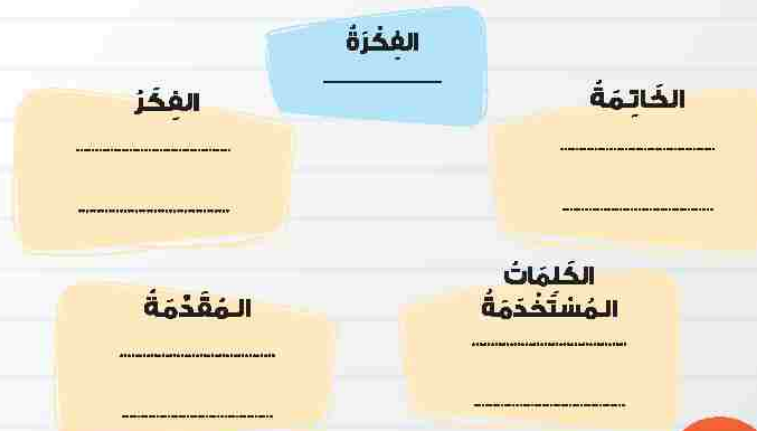 الفِكْرَةُ
الخَاتِمَةُ
الفِكَرُ
الكَلِمَاتُ
المُسْتَخْدَمَةُ
المُقَدِّمَةُ